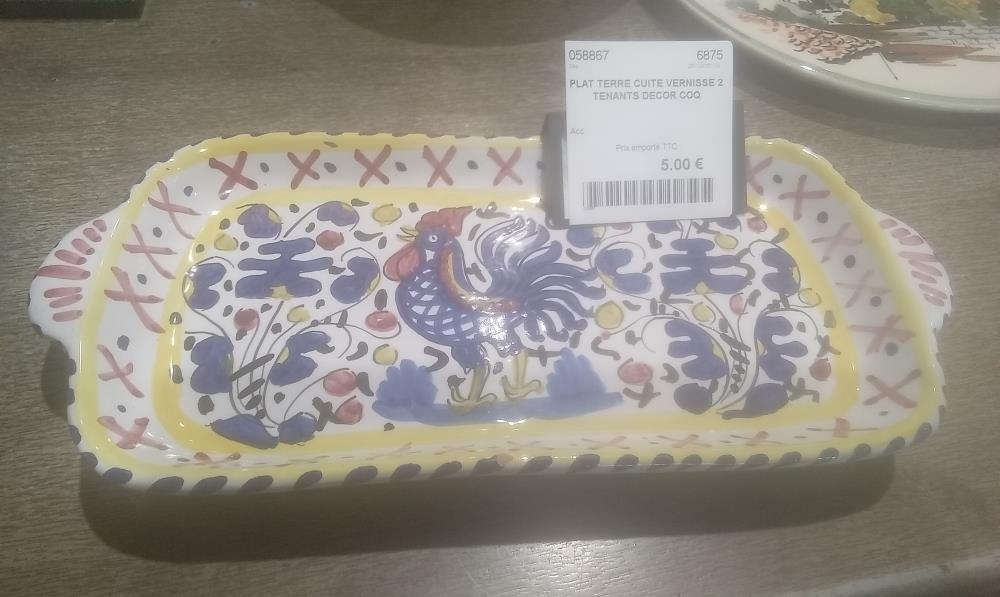 058867 6875
PLAT TERRE CUITE VERNISSE 2
TENANTS DECOR COQ
Acc
Prix emporté TTC
5.00 €